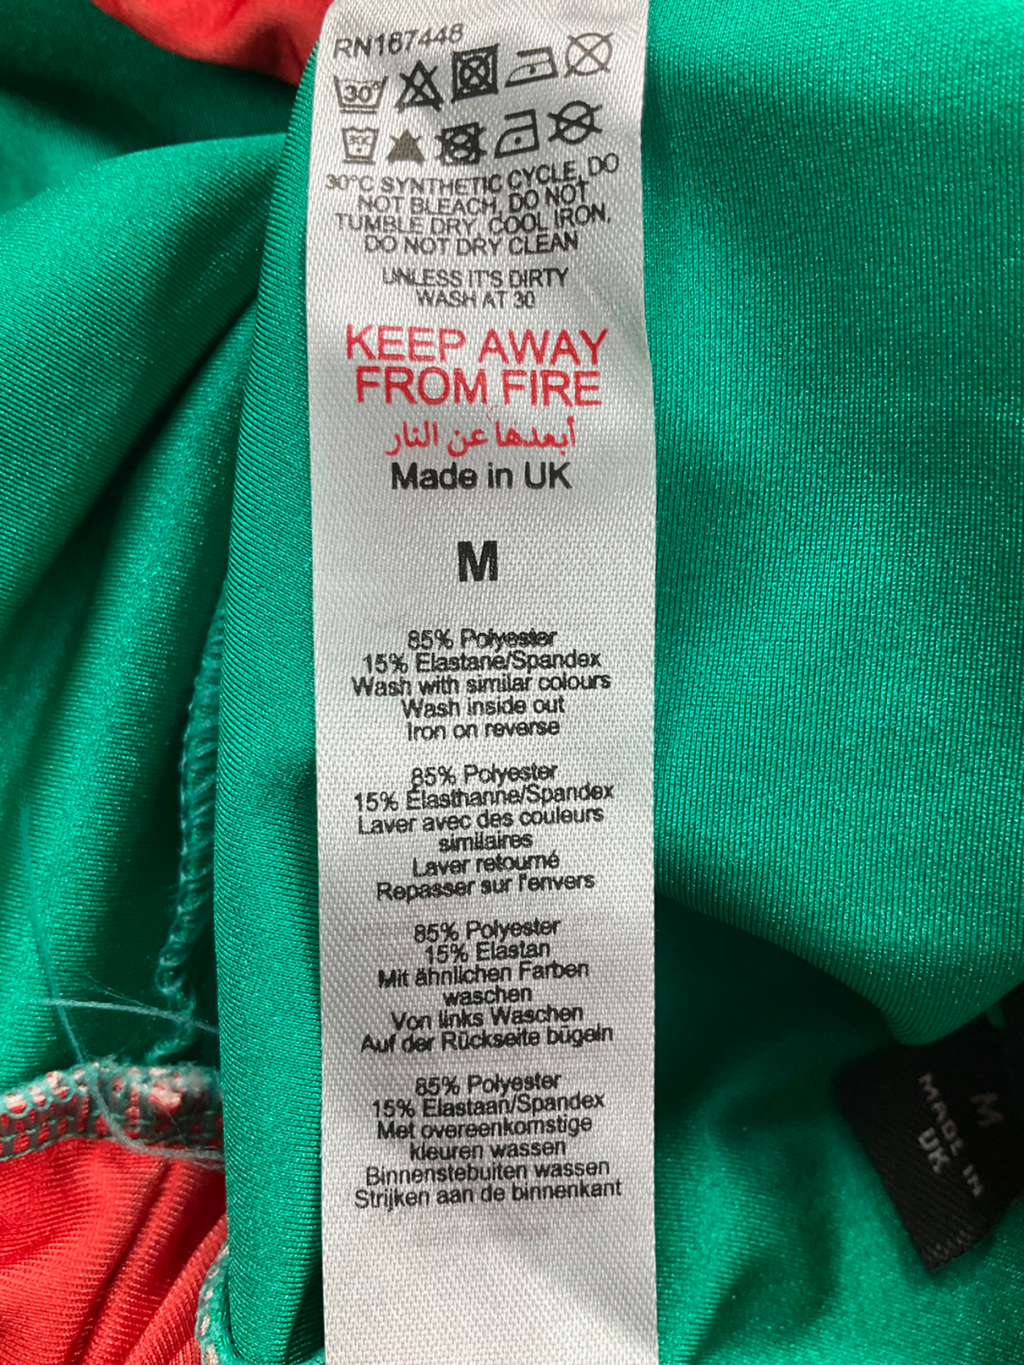 RN167448
30°
30°C
30°C SYNTHETIC CYCLE, DO
NOT BLEACH, DO NOT
TUMBLE DRY, COOL IRON,
DO NOT DRY CLEAN
UNLESS IT'S DIRTY
WASH AT 30
KEEP AWAY
FROM FIRE
أبعدها عن النار
Made in UK
M
85% Polyester
15% Elastane/Spandex
Wash with similar colours
Wash inside out
Iron on reverse
85% Polyester
15% Élasthanne/Spandex
Laver avec des couleurs
similaires
Laver retourné
Repasser sur l'envers
85% Polyester
15% Elastan
Mit ähnlichen Farben
waschen
Von links Waschen
Auf der Rückseite bügeln
85% Polyester
15% Elastaan/Spandex
Met overeenkomstige
kleuren wassen
Binnenstebuiten wassen
Strijken aan de binnenkant
M
MADE IN
UK